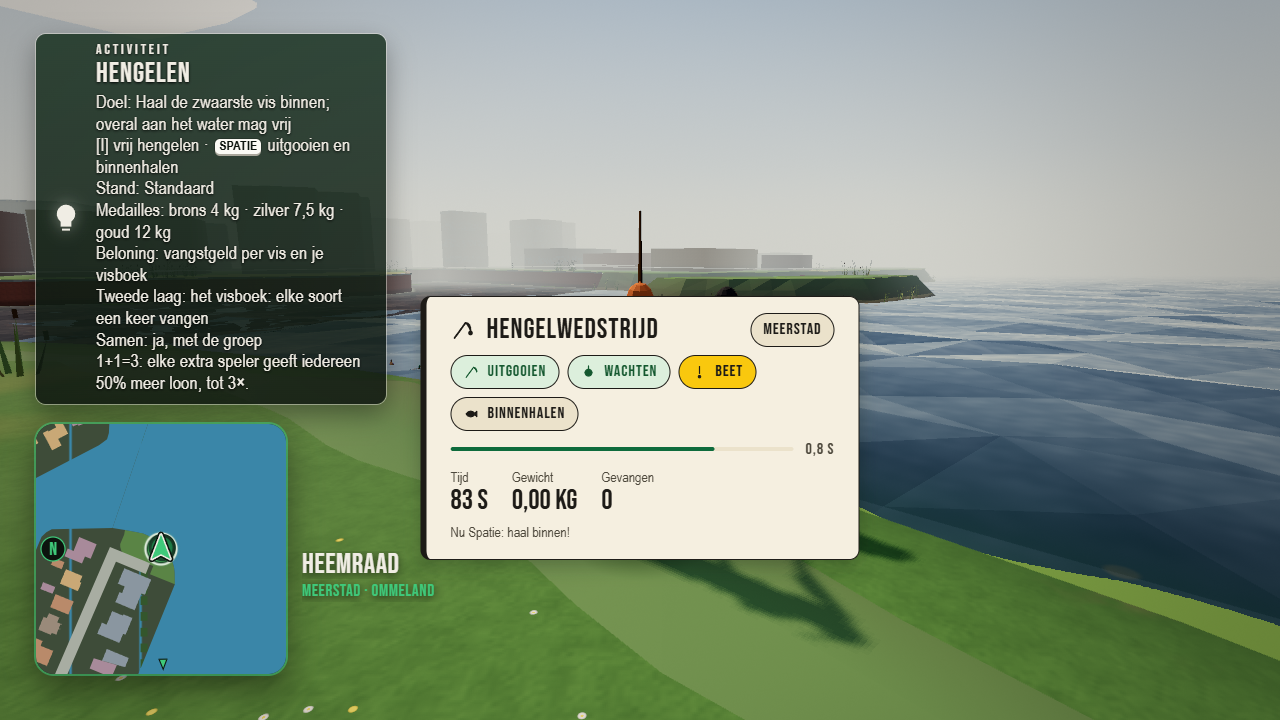 ACTIVITEIT
HENGELEN
Doel: Haal de zwaarste vis binnen;
overal aan het water mag vrij
[I] vrij hengelen · SPATIE uitgooien en
binnenhalen
Stand: Standaard
Medailles: brons 4 kg · zilver 7,5 kg ·
goud 12 kg
Beloning: vangstgeld per vis en je
visboek
Tweede laag: het visboek: elke soort
een keer vangen
Samen: ja, met de groep
1+1=3: elke extra speler geeft iedereen
50% meer loon, tot 3×.
HENGELWEDSTRIJD
MEERSTAD
UITGOOIEN
WACHTEN
BEET
BINNENHALEN
0,8 S
Tijd Gewicht Gevangen
83 S 0,00 KG 0
Nu Spatie: haal binnen!
N
HEEMRAAD
MEERSTAD · OMMELAND